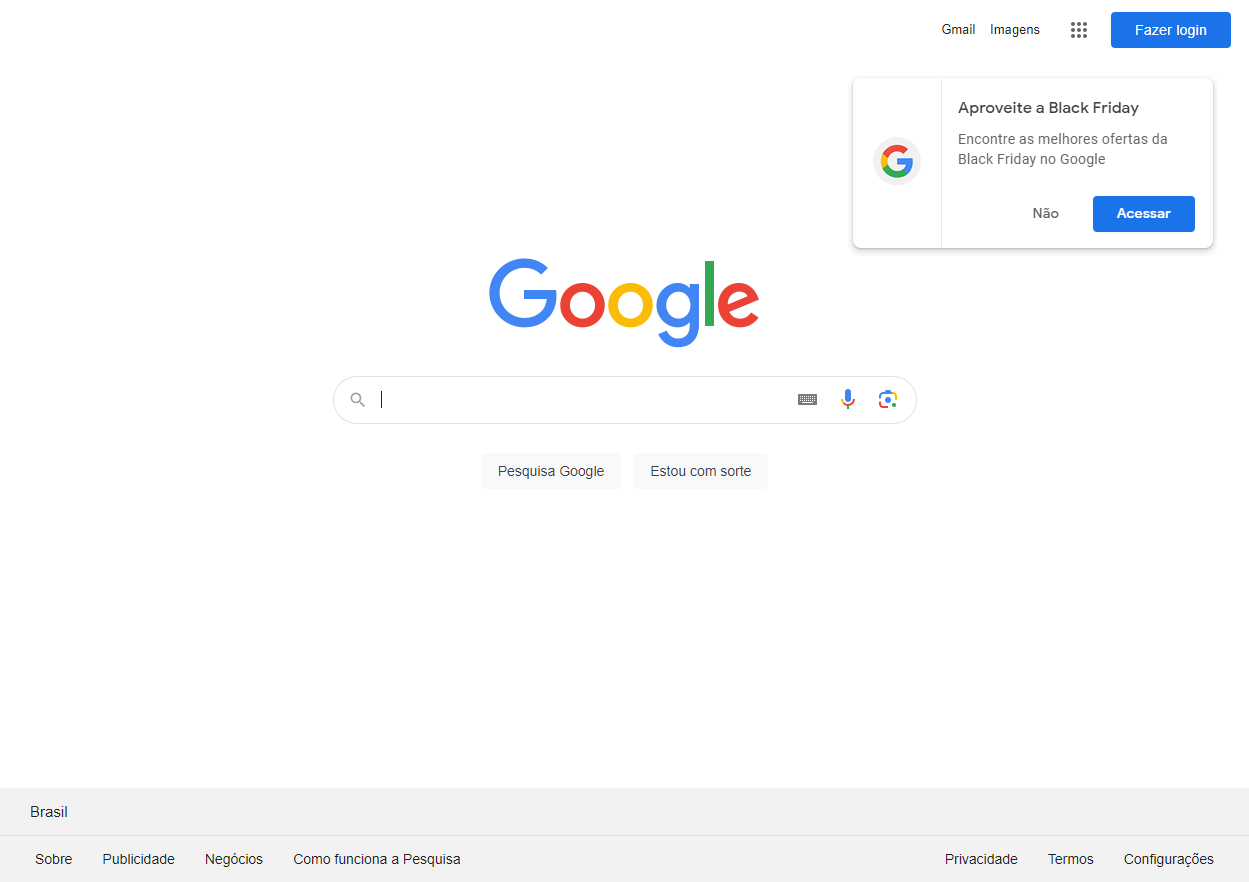 Gmail Imagens Fazer login
Aproveite a Black Friday
Encontre as melhores ofertas da
Black Friday no Google
Não Acessar
Google
Pesquisa Google Estou com sorte
Brasil
Sobre Publicidade Negócios Como funciona a Pesquisa Privacidade Termos Configurações